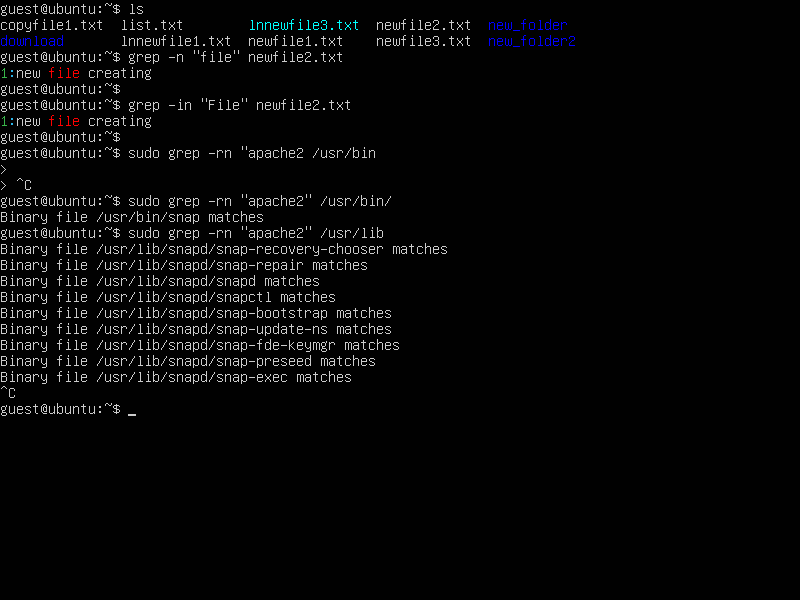 guest@ubuntu:~$ ls
copyfile1.txt  list.txt        lnnewfile3.txt  newfile2.txt  new_folder
download       lnnewfile1.txt  newfile1.txt    newfile3.txt  new_folder2
guest@ubuntu:~$ grep -n "file" newfile2.txt
1:new file creating
guest@ubuntu:~$
guest@ubuntu:~$ grep -in "File" newfile2.txt
1:new file creating
guest@ubuntu:~$
guest@ubuntu:~$ sudo grep -rn "apache2 /usr/bin
>
> ^C
guest@ubuntu:~$ sudo grep -rn "apache2" /usr/bin/
Binary file /usr/bin/snap matches
guest@ubuntu:~$ sudo grep -rn "apache2" /usr/lib
Binary file /usr/lib/snapd/snap-recovery-chooser matches
Binary file /usr/lib/snapd/snap-repair matches
Binary file /usr/lib/snapd/snapd matches
Binary file /usr/lib/snapd/snapctl matches
Binary file /usr/lib/snapd/snap-bootstrap matches
Binary file /usr/lib/snapd/snap-update-ns matches
Binary file /usr/lib/snapd/snap-fde-keymgr matches
Binary file /usr/lib/snapd/snap-preseed matches
Binary file /usr/lib/snapd/snap-exec matches
^C
guest@ubuntu:~$ _